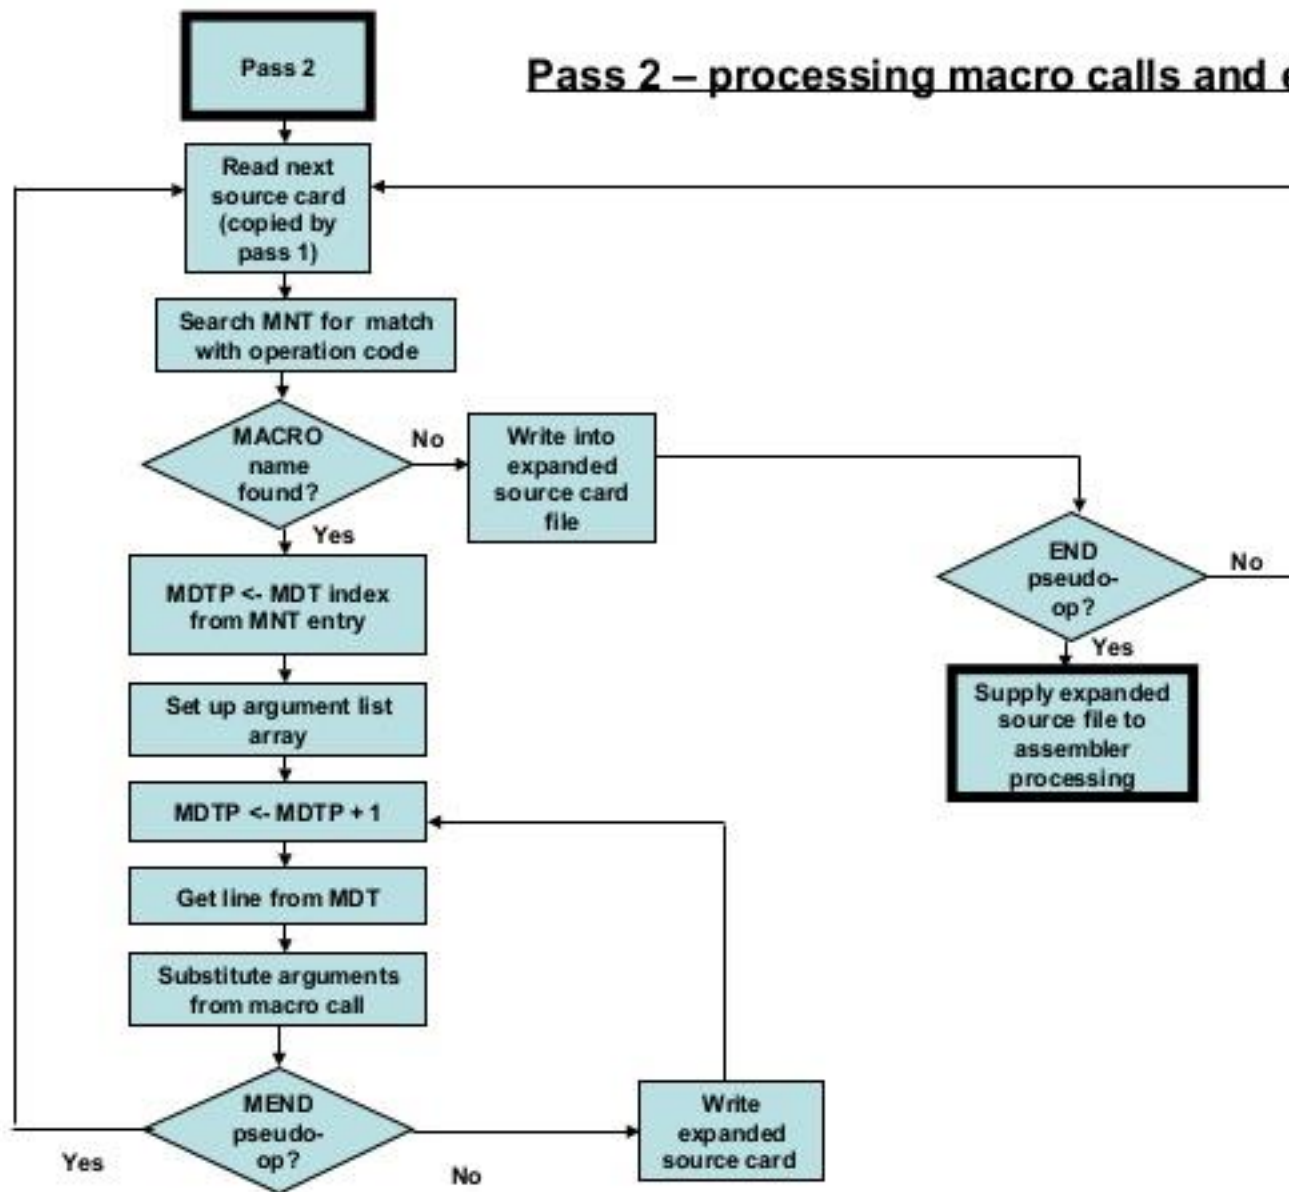 Pass 2
Pass 2 – processing macro calls and
Read next
source card
(copied by
pass 1)
Search MNT for match
with operation code
MACRO
name
found?
No
Write into
expanded
source card
file
Yes
MDTP <- MDT index
from MNT entry
END
pseudo-
op?
No
Yes
Set up argument list
array
Supply expanded
source file to
assembler
processing
MDTP <- MDTP + 1
Get line from MDT
Substitute arguments
from macro call
MEND
pseudo-
op?
Yes
No
Write
expanded
source card